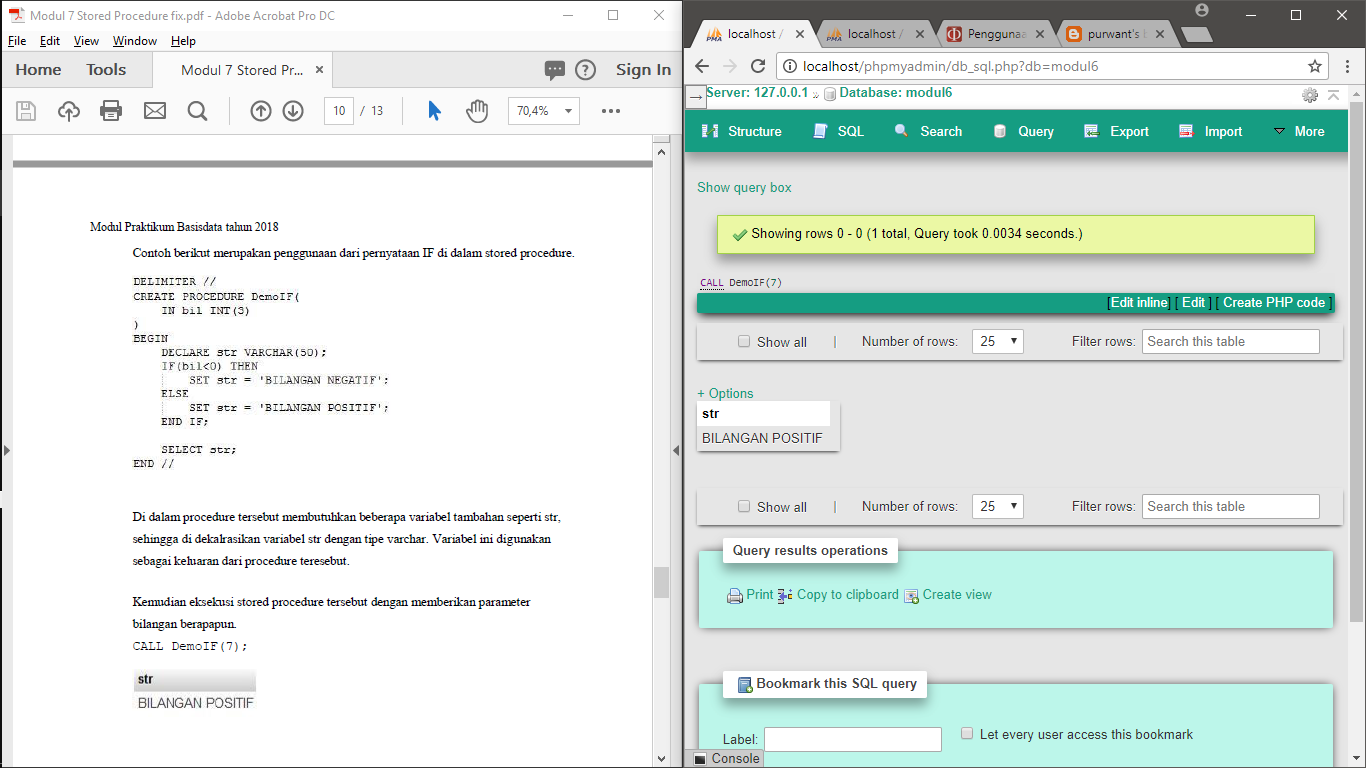 Modul 7 Stored Procedure fix.pdf - Adobe Acrobat Pro DC
File Edit View Window Help
Home Tools Modul 7 Stored Pr... × Sign In
10 / 13 70,4%
Modul Praktikum Basisdata tahun 2018
Contoh berikut merupakan penggunaan dari pernyataan IF di dalam stored procedure.
DELIMITER //
CREATE PROCEDURE DemoIF(
IN bil INT(3)
)
BEGIN
DECLARE str VARCHAR(50);
IF(bil<0) THEN
SET str = 'BILANGAN NEGATIF';
ELSE
SET str = 'BILANGAN POSITIF';
END IF;
SELECT str;
END //
Di dalam procedure tersebut membutuhkan beberapa variabel tambahan seperti str,
sehingga di dekalrasikan variabel str dengan tipe varchar. Variabel ini digunakan
sebagai keluaran dari procedure teresebut.
Kemudian eksekusi stored procedure tersebut dengan memberikan parameter
bilangan berapapun.
CALL DemoIF(7);
str
BILANGAN POSITIF
localhost / localhost / Penggunaa purwant's
localhost/phpmyadmin/db_sql.php?db=modul6
Server: 127.0.0.1 » Database: modul6
Structure SQL Search Query Export Import More
Show query box
Showing rows 0 - 0 (1 total, Query took 0.0034 seconds.)
CALL DemoIF(7)
[Edit inline] [ Edit ] [ Create PHP code ]
Show all | Number of rows: 25 Filter rows: Search this table
+ Options
str
BILANGAN POSITIF
Show all | Number of rows: 25 Filter rows: Search this table
Query results operations
Print Copy to clipboard Create view
Bookmark this SQL query
Label: Let every user access this bookmark
Console